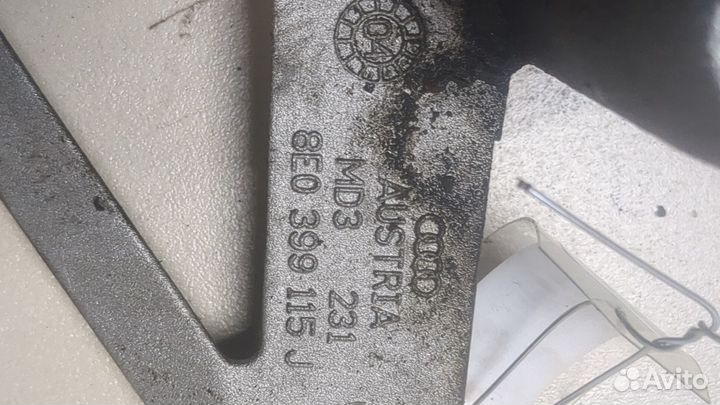 04
AUSTRIA
MD3 231
8E0 399 115 J
Avito